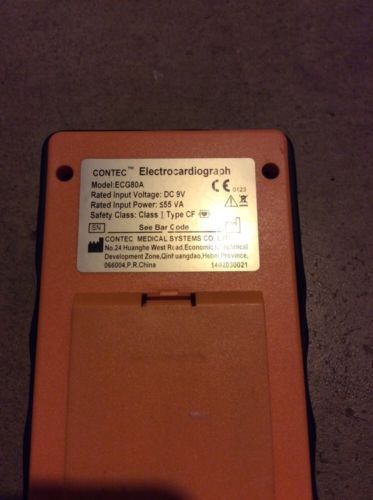 CONTEC™ Electrocardiograph
Model:ECG80A
Rated Input Voltage: DC 9V
Rated Input Power: ≤55 VA
Safety Class: Class I Type CF
CE 0123
SN See Bar Code
CONTEC MEDICAL SYSTEMS CO., LTD
No.24 Huanghe West Road,Economic & Technical
Development Zone,Qinhuangdao,Hebei Province,
066004,P.R.China
1402030021